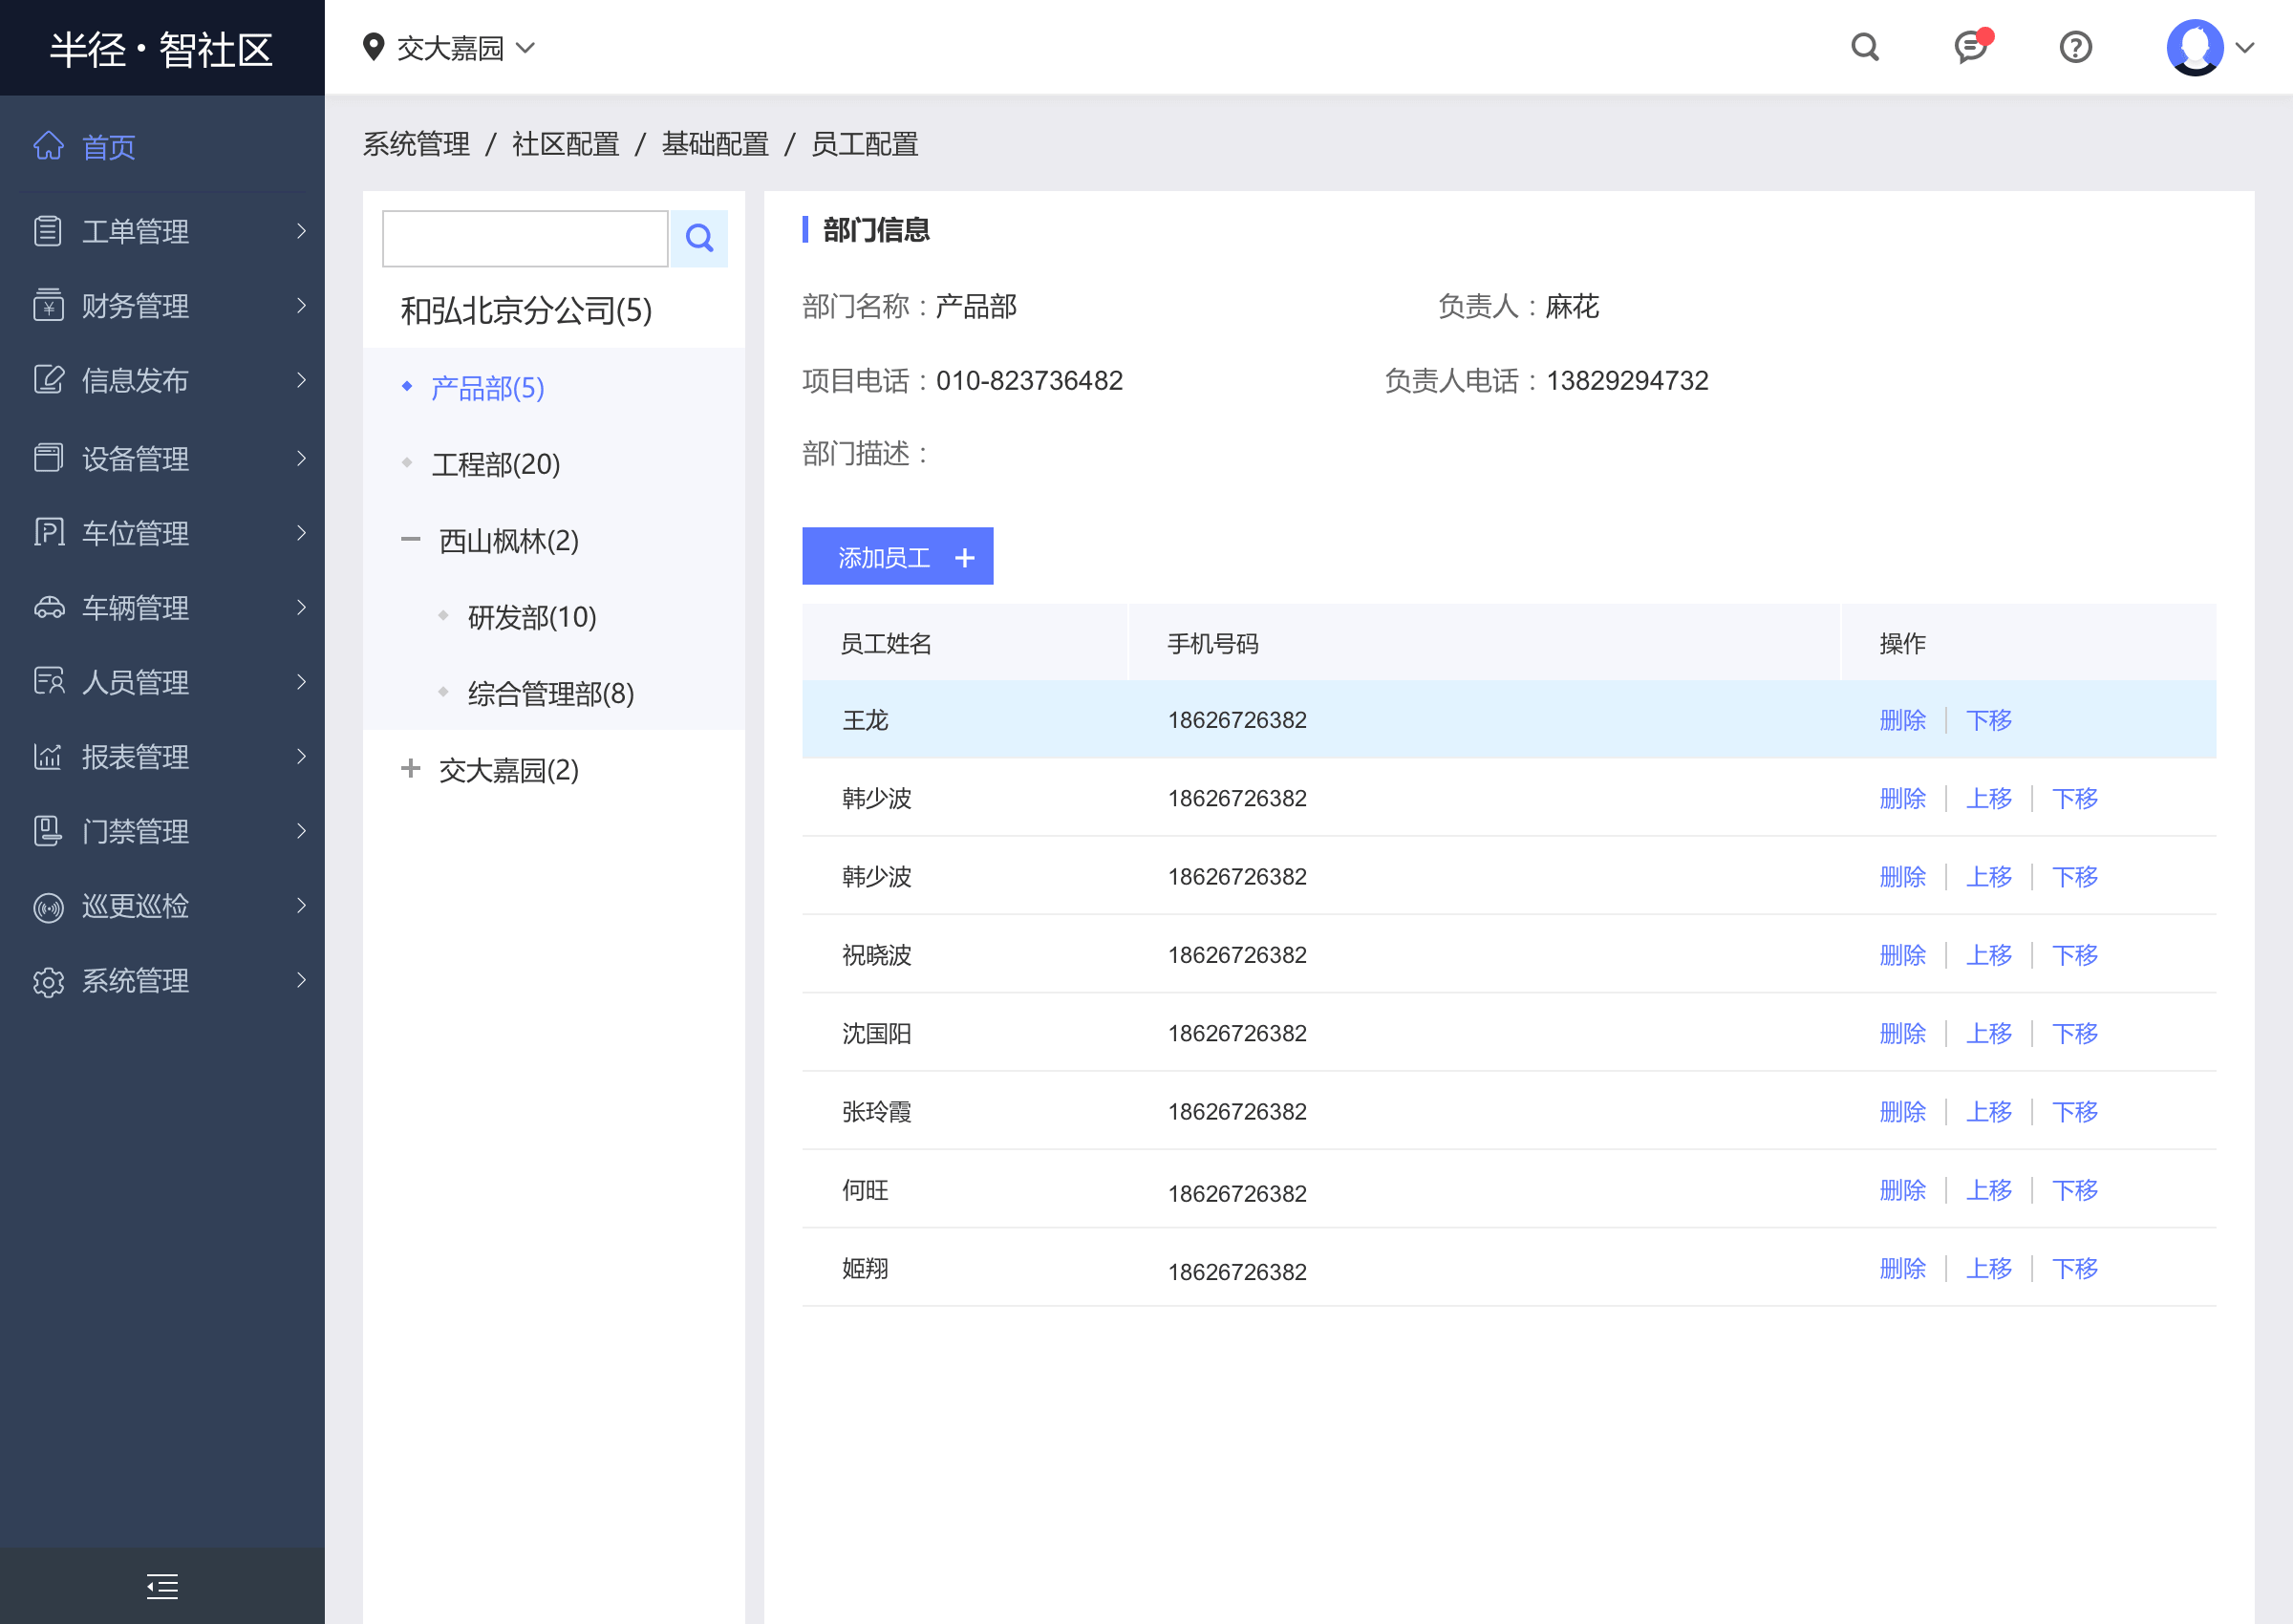 半径·智社区
交大嘉园
首页
工单管理
财务管理
信息发布
设备管理
车位管理
车辆管理
人员管理
报表管理
门禁管理
巡更巡检
系统管理
系统管理 / 社区配置 / 基础配置 / 员工配置
和弘北京分公司(5)
产品部(5)
工程部(20)
西山枫林(2)
研发部(10)
综合管理部(8)
交大嘉园(2)
部门信息
部门名称：产品部 负责人：麻花
项目电话：010-823736482 负责人电话：13829294732
部门描述：
添加员工 +
员工姓名 手机号码 操作
王龙 18626726382 删除 下移
韩少波 18626726382 删除 上移 下移
韩少波 18626726382 删除 上移 下移
祝晓波 18626726382 删除 上移 下移
沈国阳 18626726382 删除 上移 下移
张玲霞 18626726382 删除 上移 下移
何旺 18626726382 删除 上移 下移
姬翔 18626726382 删除 上移 下移